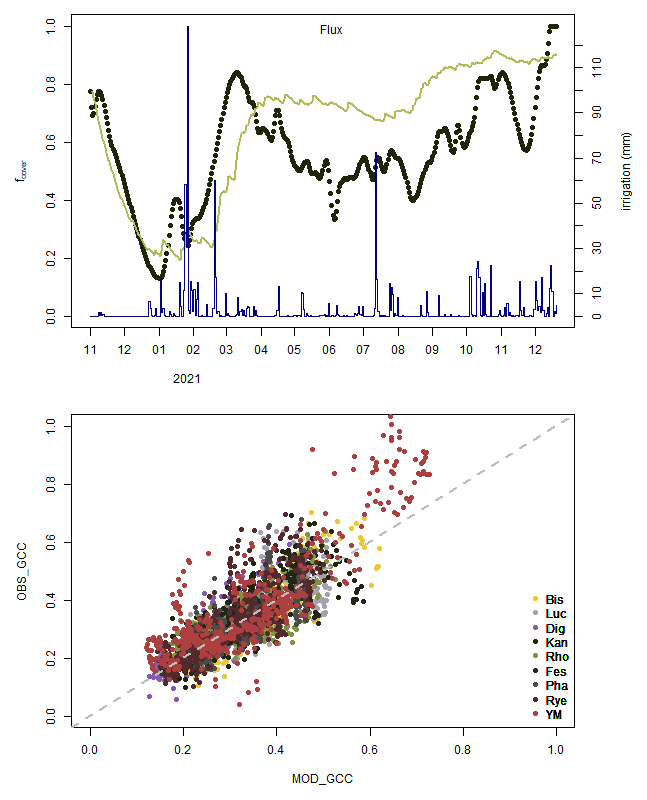 Flux
1.0
0.8
0.6
0.4
0.2
0.0
fcover
110
90
70
50
30
10
0
irrigation (mm)
11 12 01 02 03 04 05 06 07 08 09 10 11 12
2021
1.0
0.8
0.6
0.4
0.2
0.0
OBS_GCC
Bis
Luc
Dig
Kan
Rho
Fes
Pha
Rye
YM
0.0 0.2 0.4 0.6 0.8 1.0
MOD_GCC